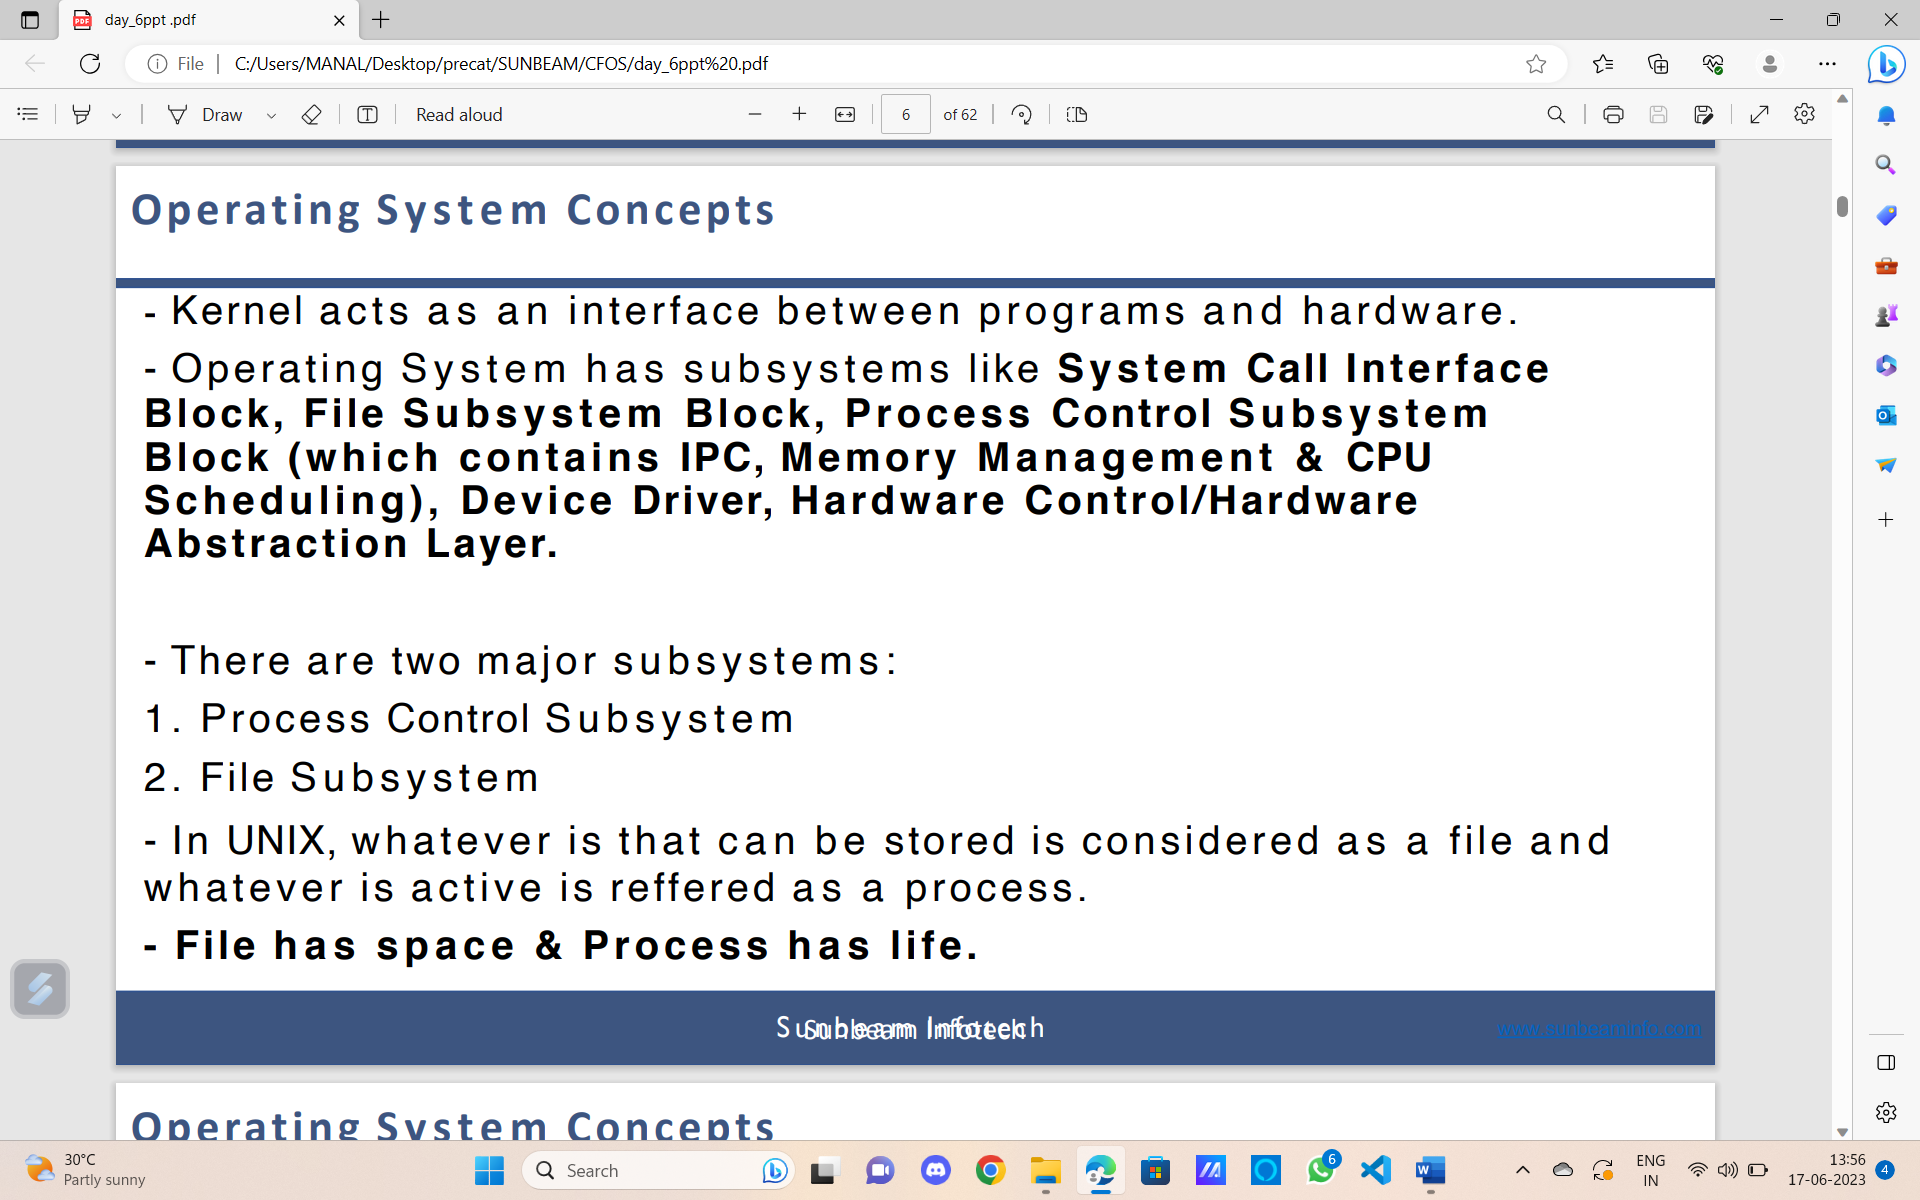 day_6ppt .pdf
File
C:/Users/MANAL/Desktop/precat/SUNBEAM/CFOS/day_6ppt%20.pdf
Draw
Read aloud
6
of 62
Operating System Concepts
- Kernel acts as an interface between programs and hardware.
- Operating System has subsystems like System Call Interface
Block, File Subsystem Block, Process Control Subsystem
Block (which contains IPC, Memory Management & CPU
Scheduling), Device Driver, Hardware Control/Hardware
Abstraction Layer.
- There are two major subsystems:
1. Process Control Subsystem
2. File Subsystem
- In UNIX, whatever is that can be stored is considered as a file and
whatever is active is reffered as a process.
- File has space & Process has life.
Sunbeam Infotech
Sunbeam Infotech
www.sunbeaminfo.com
Operating System Concepts
30°C
Partly sunny
Search
6
ENG
IN
13:56
17-06-2023
4